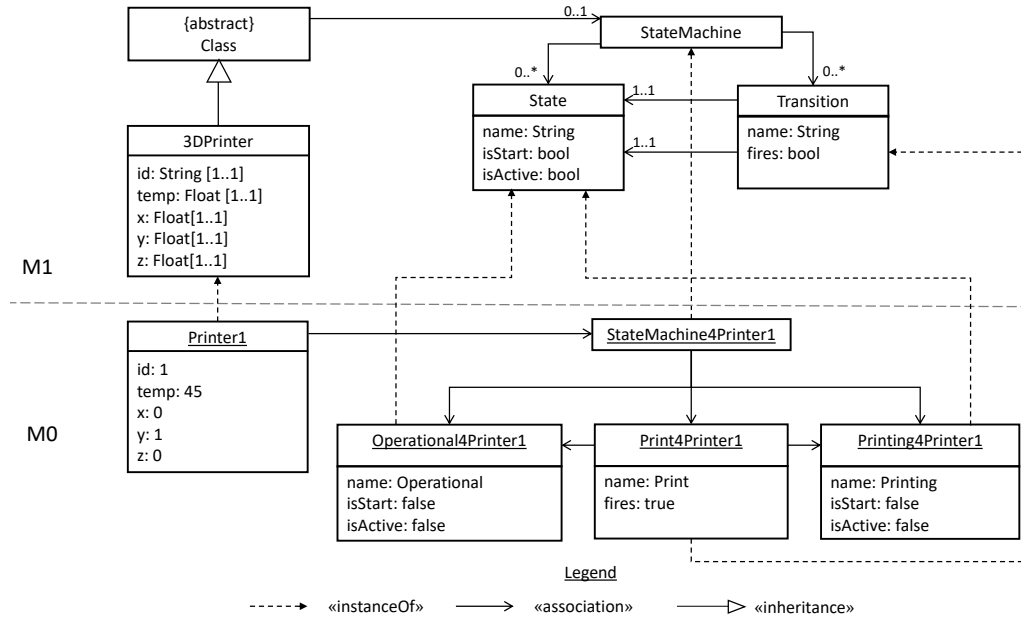 {abstract}
Class
0..1
StateMachine
0..*
0..*
State
name: String
isStart: bool
isActive: bool
1..1
1..1
Transition
name: String
fires: bool
3DPrinter
id: String [1..1]
temp: Float [1..1]
x: Float[1..1]
y: Float[1..1]
z: Float[1..1]
M1
M0
Printer1
id: 1
temp: 45
x: 0
y: 1
z: 0
StateMachine4Printer1
Operational4Printer1
name: Operational
isStart: false
isActive: false
Print4Printer1
name: Print
fires: true
Printing4Printer1
name: Printing
isStart: false
isActive: false
Legend
«instanceOf»
«association»
«inheritance»